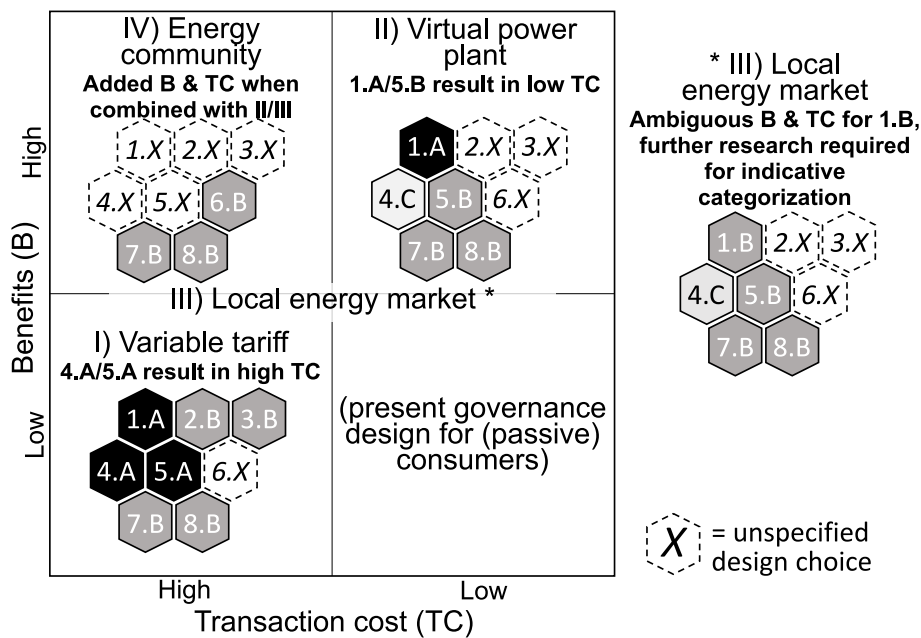 IV) Energy
community
Added B & TC when
combined with II/III
1.X 2.X 3.X
4.X 5.X 6.B
7.B 8.B
II) Virtual power
plant
1.A/5.B result in low TC
1.A 2.X 3.X
4.C 5.B 6.X
7.B 8.B
* III) Local
energy market
Ambiguous B & TC for 1.B,
further research required
for indicative
categorization
1.B 2.X 3.X
4.C 5.B 6.X
7.B 8.B
III) Local energy market *
I) Variable tariff
4.A/5.A result in high TC
1.A 2.B 3.B
4.A 5.A 6.X
7.B 8.B
(present governance
design for (passive)
consumers)
X = unspecified
design choice
High
Low
Benefits (B)
High Low
Transaction cost (TC)